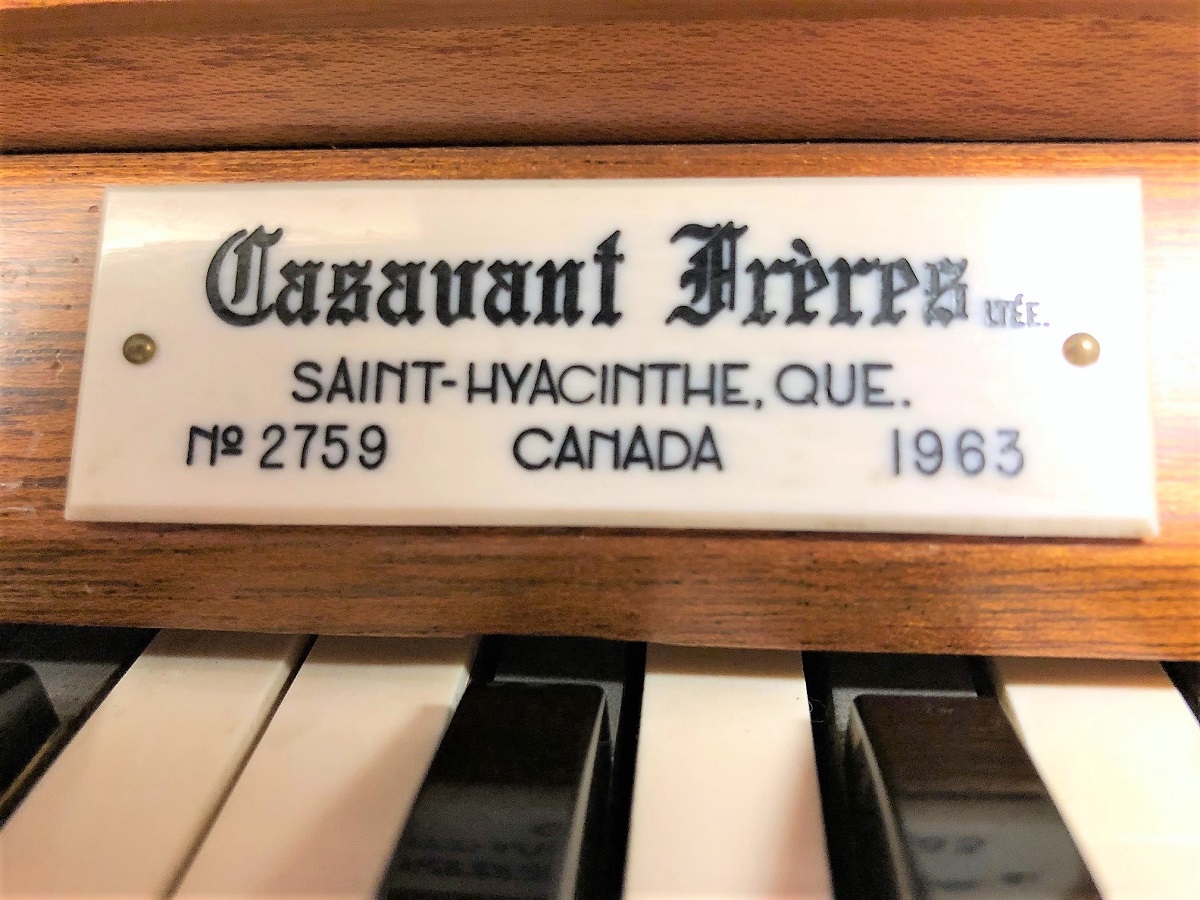 Casavant Frères LTÉE.
SAINT-HYACINTHE, QUE.
Nº 2759 CANADA 1963